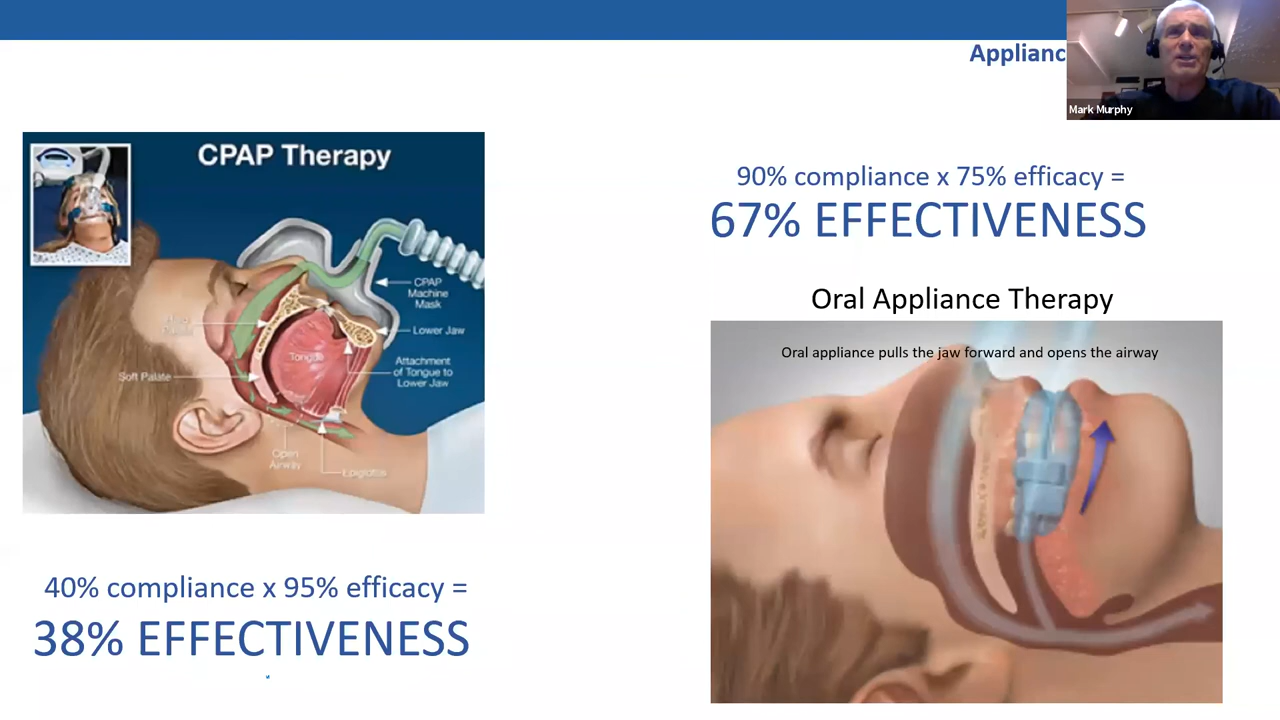 Applianc
Mark Murphy
CPAP Therapy
CPAP
Machine
Mask
Hard
Palate
Lower Jaw
Tongue
Attachment
of Tongue to
Lower Jaw
Soft Palate
Open
Airway
Epiglottis
40% compliance x 95% efficacy =
38% EFFECTIVENESS
90% compliance x 75% efficacy =
67% EFFECTIVENESS
Oral Appliance Therapy
Oral appliance pulls the jaw forward and opens the airway